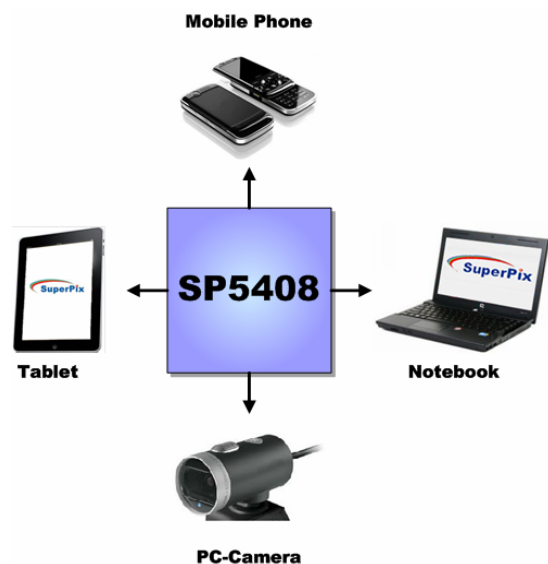 Mobile Phone
SP5408
SuperPix
SuperPix
Tablet
Notebook
PC-Camera